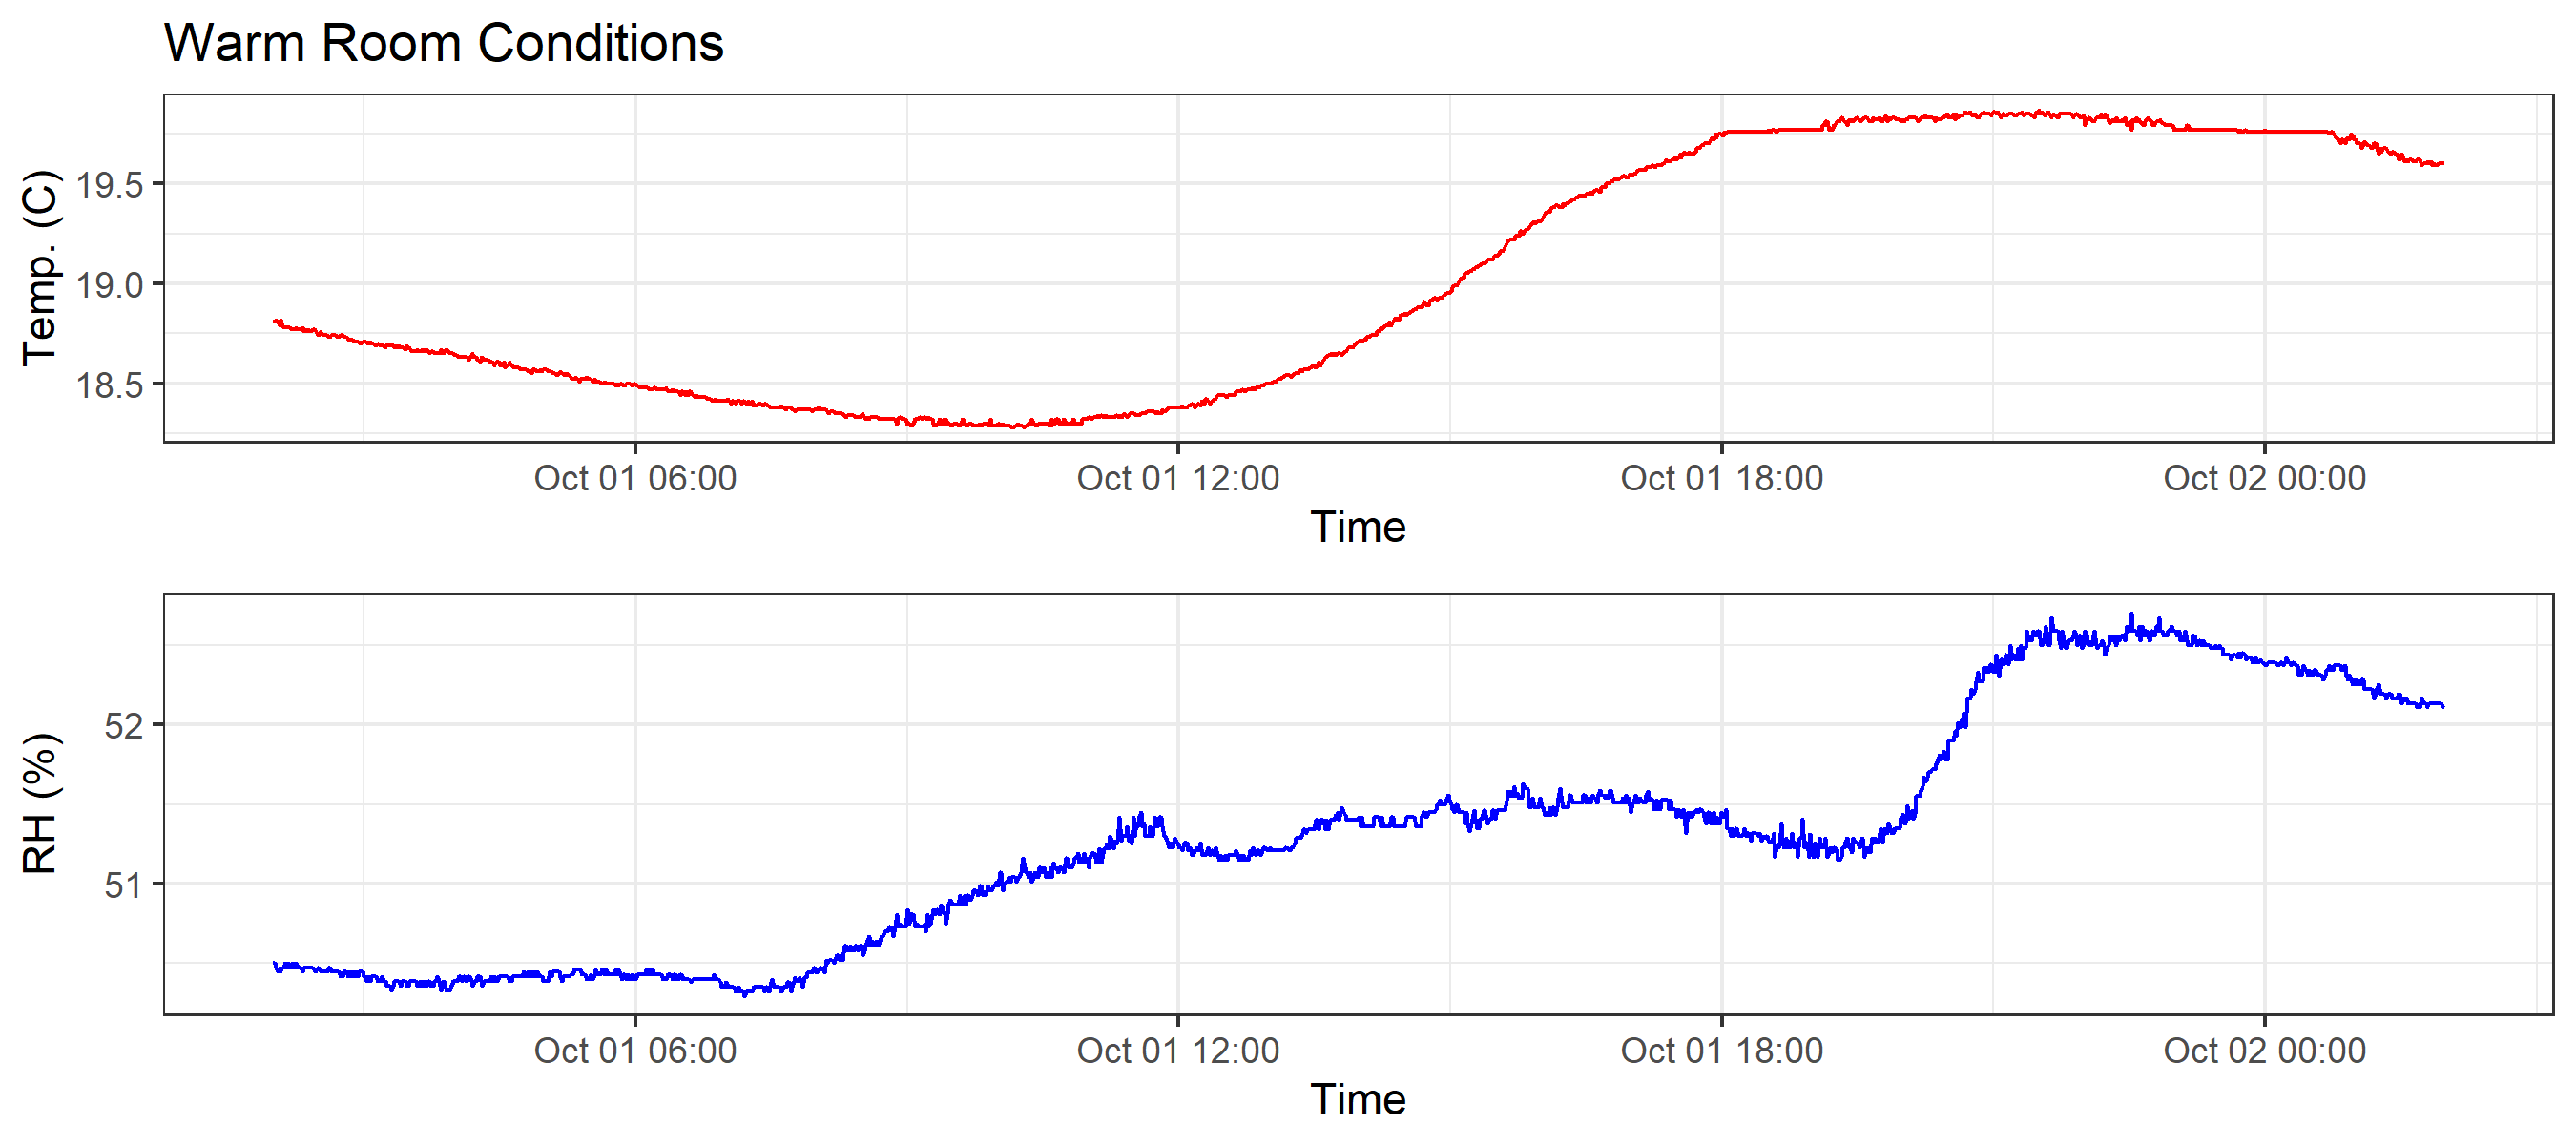 Warm Room Conditions
Temp. (C)
19.5
19.0
18.5
Oct 01 06:00 Oct 01 12:00 Oct 01 18:00 Oct 02 00:00
Time
RH (%)
52
51
Oct 01 06:00 Oct 01 12:00 Oct 01 18:00 Oct 02 00:00
Time